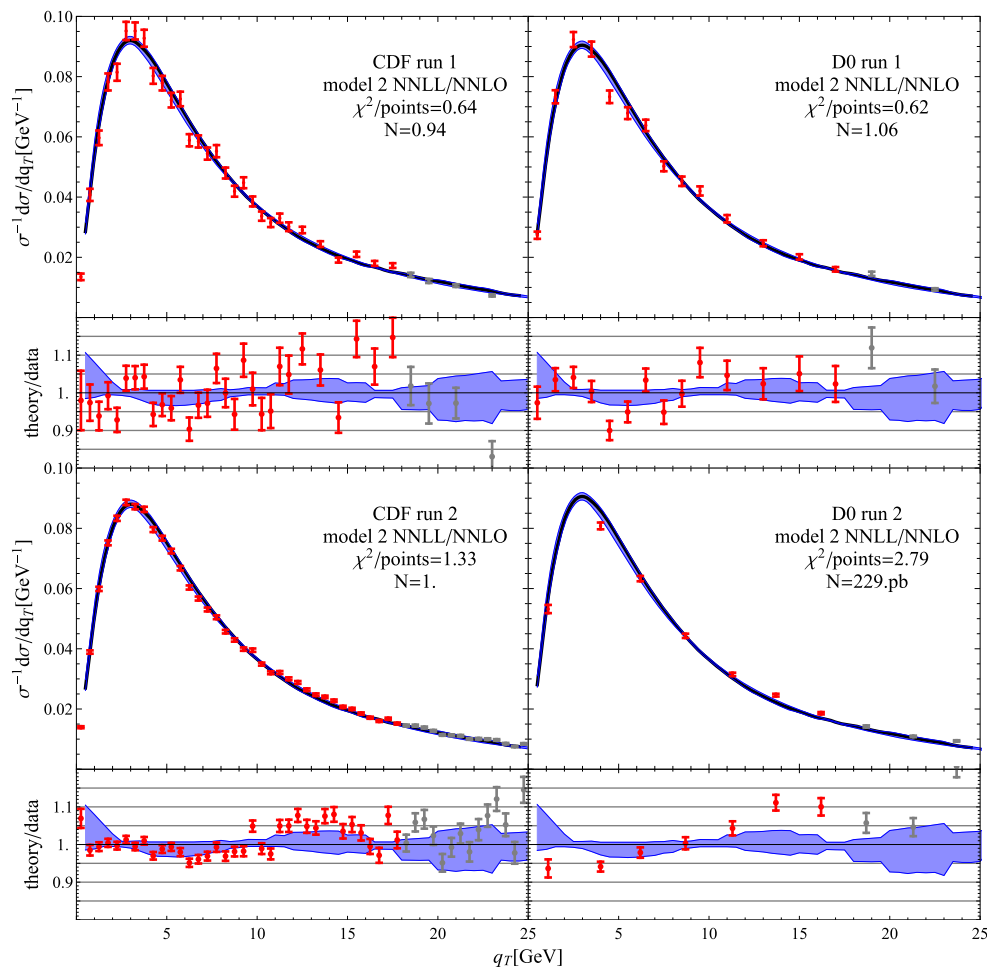 0.10
0.08
0.06
0.04
0.02
σ⁻¹dσ/dq_T[GeV⁻¹]
CDF run 1
model 2 NNLL/NNLO
χ²/points=0.64
N=0.94
D0 run 1
model 2 NNLL/NNLO
χ²/points=0.62
N=1.06
1.1
1.0
0.9
theory/data
0.10
0.08
0.06
0.04
0.02
σ⁻¹dσ/dq_T[GeV⁻¹]
CDF run 2
model 2 NNLL/NNLO
χ²/points=1.33
N=1.
D0 run 2
model 2 NNLL/NNLO
χ²/points=2.79
N=229.pb
1.1
1.0
0.9
theory/data
5 10 15 20 25 5 10 15 20 25
q_T[GeV]